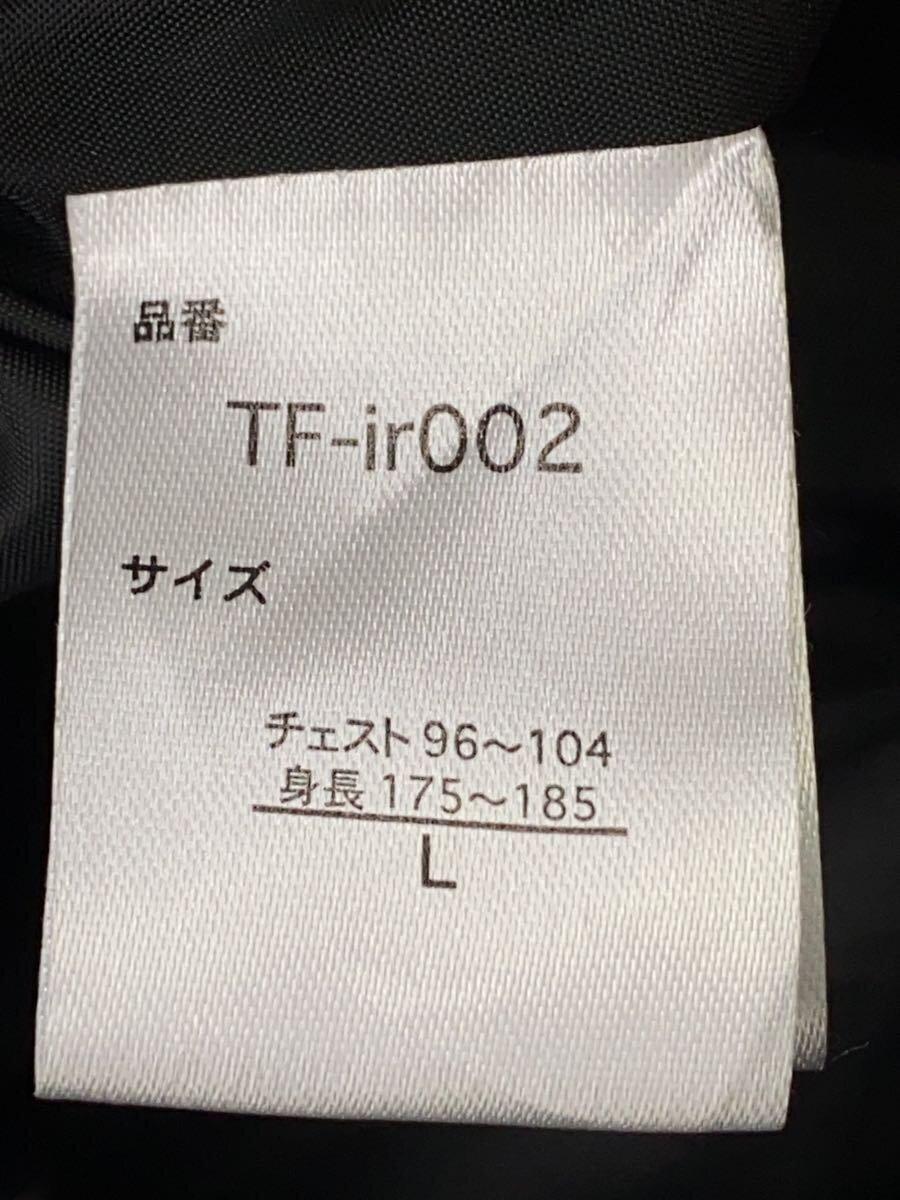 品番
TF-ir002
サイズ
チェスト 96～104
身長 175～185
L